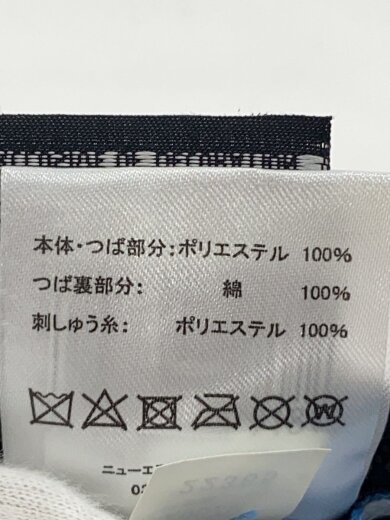 本体・つば部分:ポリエステル 100%
つば裏部分: 綿 100%
刺しゅう糸: ポリエステル 100%
ニューエ